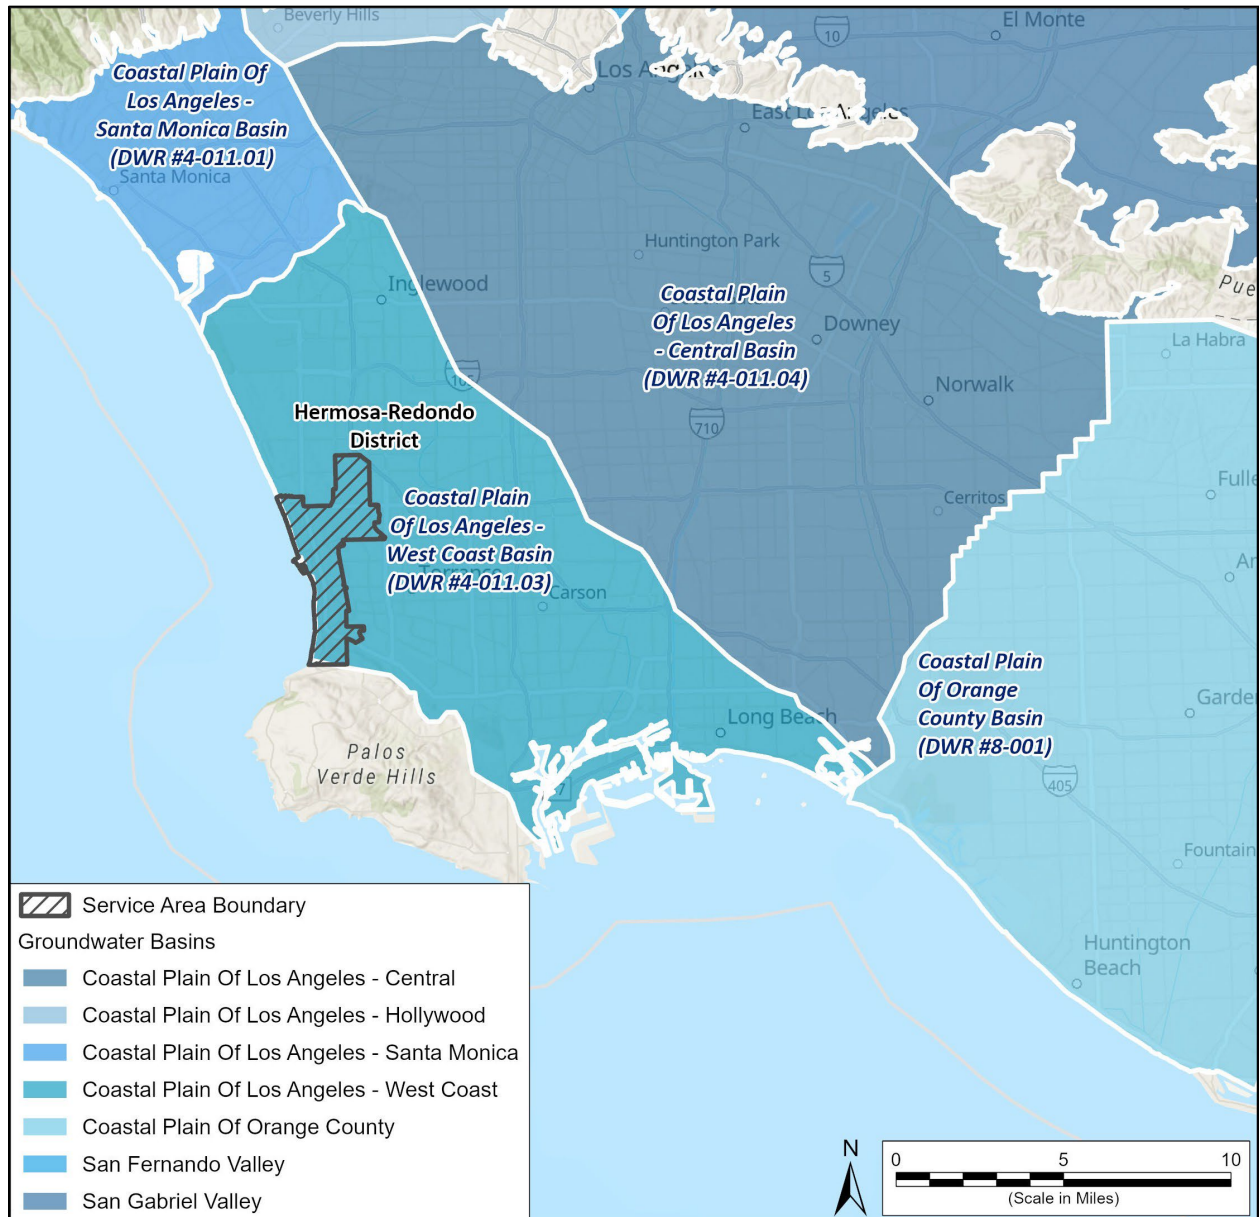 Beverly Hills
El Monte
10
Coastal Plain Of
Los Angeles -
Santa Monica Basin
(DWR #4-011.01)
Los Angeles
East Los Angeles
Santa Monica
Huntington Park
5
Pue
Inglewood
Coastal Plain
Of Los Angeles
- Central Basin
(DWR #4-011.04)
Downey
La Habra
105
Norwalk
Hermosa-Redondo
District
710
Fulle
Coastal Plain
Of Los Angeles -
West Coast Basin
(DWR #4-011.03)
Cerritos
An
Torrance
Carson
Coastal Plain
Of Orange
County Basin
(DWR #8-001)
Garden
Long Beach
Palos
Verde Hills
7
405
Fountain
Huntington
Beach
Service Area Boundary
Groundwater Basins
Coastal Plain Of Los Angeles - Central
Coastal Plain Of Los Angeles - Hollywood
Coastal Plain Of Los Angeles - Santa Monica
Coastal Plain Of Los Angeles - West Coast
Coastal Plain Of Orange County
San Fernando Valley
San Gabriel Valley
N
0 5 10
(Scale in Miles)